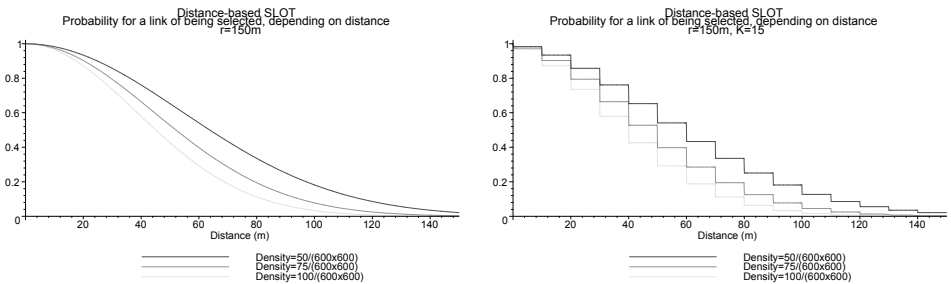 Distance-based SLOT
Probability for a link of being selected, depending on distance
r=150m
1
0.8
0.6
0.4
0.2
0
20 40 60 80 100 120 140
Distance (m)
Density=50/(600x600)
Density=75/(600x600)
Density=100/(600x600)
Distance-based SLOT
Probability for a link of being selected, depending on distance
r=150m, K=15
1
0.8
0.6
0.4
0.2
0
20 40 60 80 100 120 140
Distance (m)
Density=50/(600x600)
Density=75/(600x600)
Density=100/(600x600)